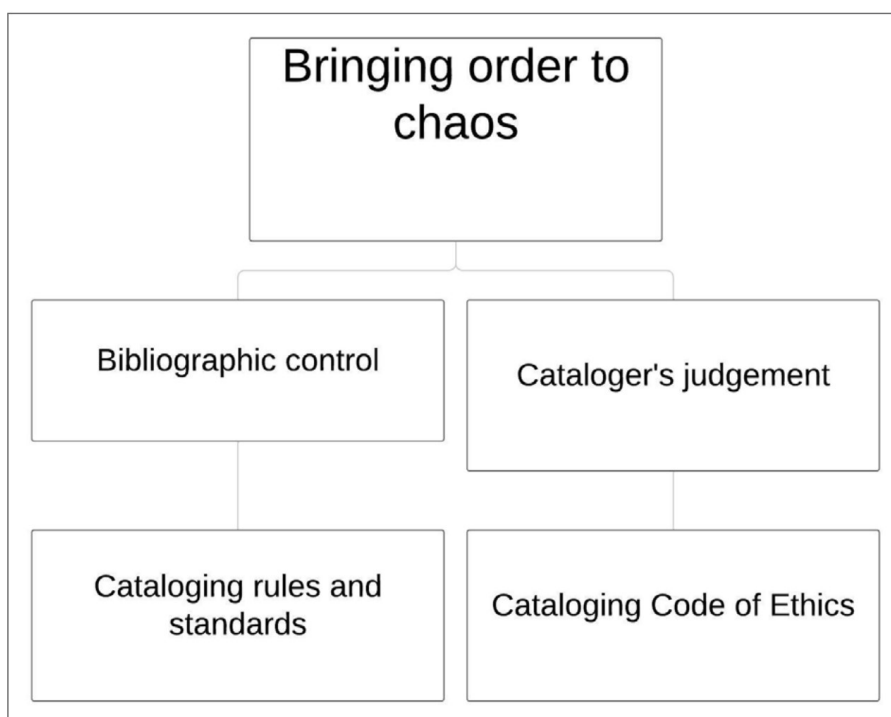 Bringing order to
chaos
Bibliographic control
Cataloger's judgement
Cataloging rules and
standards
Cataloging Code of Ethics